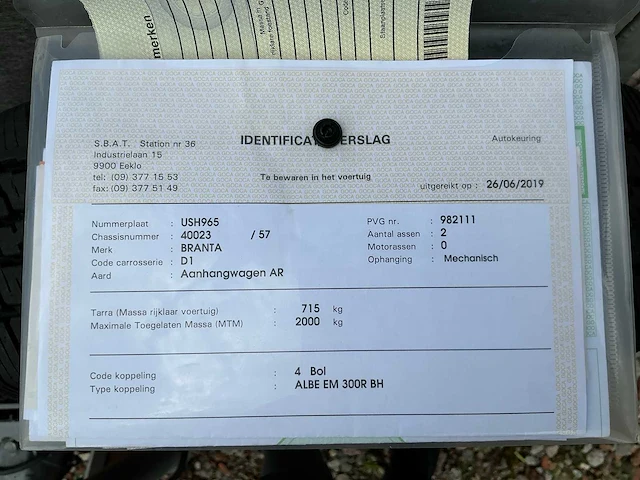 merken
S.B.A.T. Station nr 36
Industrielaan 15
9900 Eeklo
tel: (09) 377 15 53
fax: (09) 377 51 49
IDENTIFICAT ERSLAG
Autokeuring
Te bewaren in het voertuig
uitgereikt op : 26/06/2019
Nummerplaat : USH965
Chassisnummer : 40023 / 57
Merk : BRANTA
Code carrosserie : D1
Aard : Aanhangwagen AR
PVG nr. : 982111
Aantal assen : 2
Motorassen : 0
Ophanging : Mechanisch
Tarra (Massa rijklaar voertuig) : 715 kg
Maximale Toegelaten Massa (MTM) : 2000 kg
Code koppeling : 4 Bol
Type koppeling : ALBE EM 300R BH